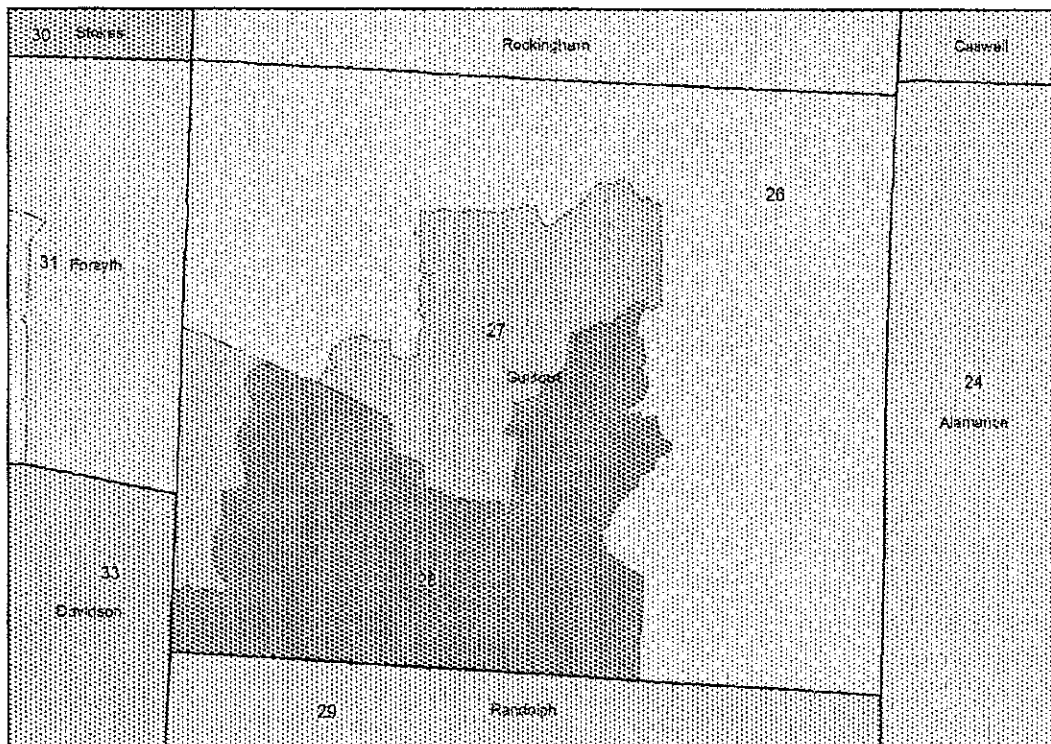 30 Stokes
Rockingham
Caswell
26
31 Forsyth
27
Guilford
24
Alamance
33
Davidson
28
29 Randolph